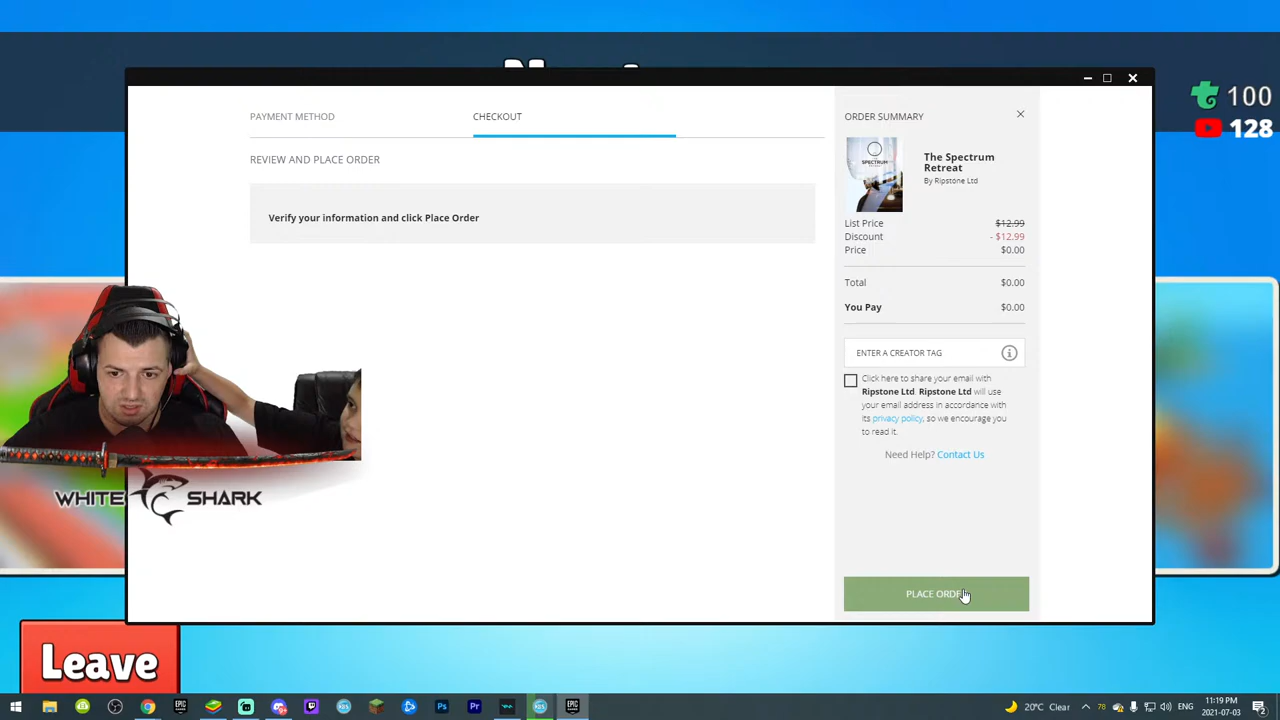 100
128
PAYMENT METHOD
CHECKOUT
REVIEW AND PLACE ORDER
Verify your information and click Place Order
ORDER SUMMARY
SPECTRUM
The Spectrum
Retreat
By Ripstone Ltd
List Price $12.99
Discount - $12.99
Price $0.00
Total $0.00
You Pay $0.00
ENTER A CREATOR TAG
Click here to share your email with
Ripstone Ltd. Ripstone Ltd will use
your email address in accordance with
its privacy policy, so we encourage you
to read it.
Need Help? Contact Us
PLACE ORDER
WHITE SHARK
Leave
20°C Clear
78
ENG
11:19 PM
2021-07-03